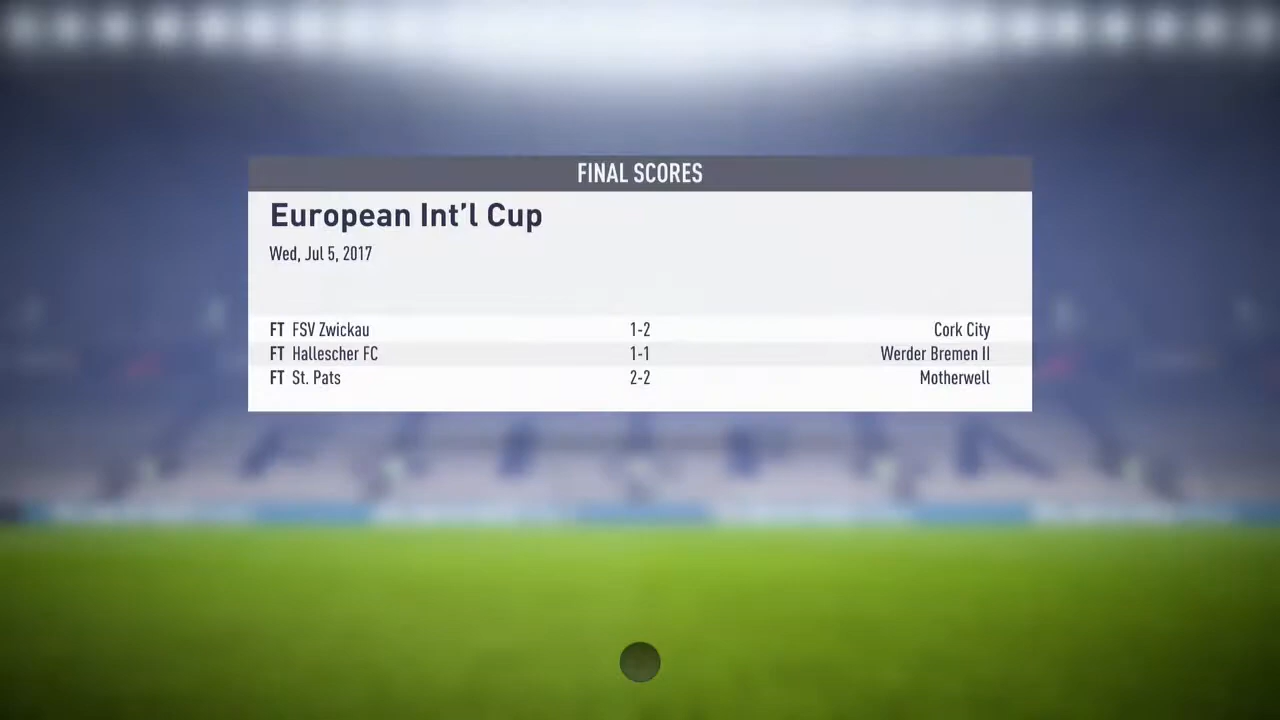 FINAL SCORES
European Int'l Cup
Wed, Jul 5, 2017
FT FSV Zwickau 1-2 Cork City
FT Hallescher FC 1-1 Werder Bremen II
FT St. Pats 2-2 Motherwell